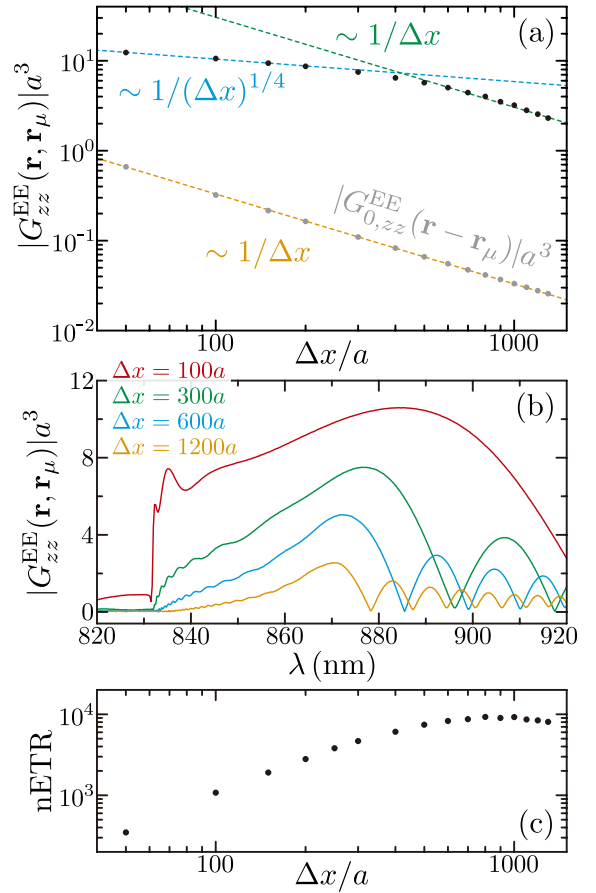 (a)
∼ 1/Δx
∼ 1/(Δx)^{1/4}
|G^{EE}_{0,zz}(r − r_μ)|a^3
∼ 1/Δx
|G^{EE}_{zz}(r, r_μ)|a^3
10^1
10^0
10^{−1}
10^{−2}
100
1000
Δx/a
(b)
Δx = 100a
Δx = 300a
Δx = 600a
Δx = 1200a
|G^{EE}_{zz}(r, r_μ)|a^3
12
8
4
0
820
840
860
880
900
920
λ (nm)
(c)
nETR
10^4
10^3
100
1000
Δx/a